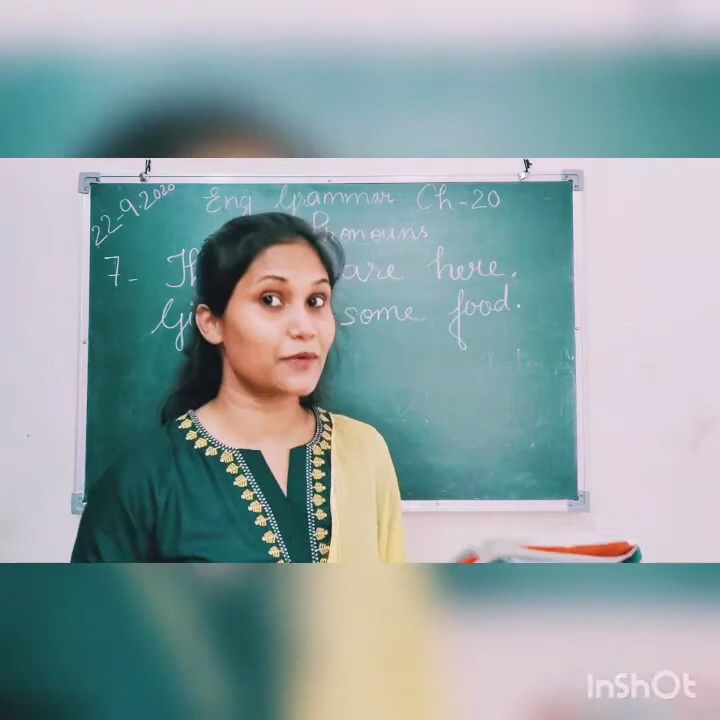 22-9-2020
Eng Grammar Ch-20
Pronouns
7- are here.
some food.
InShOt